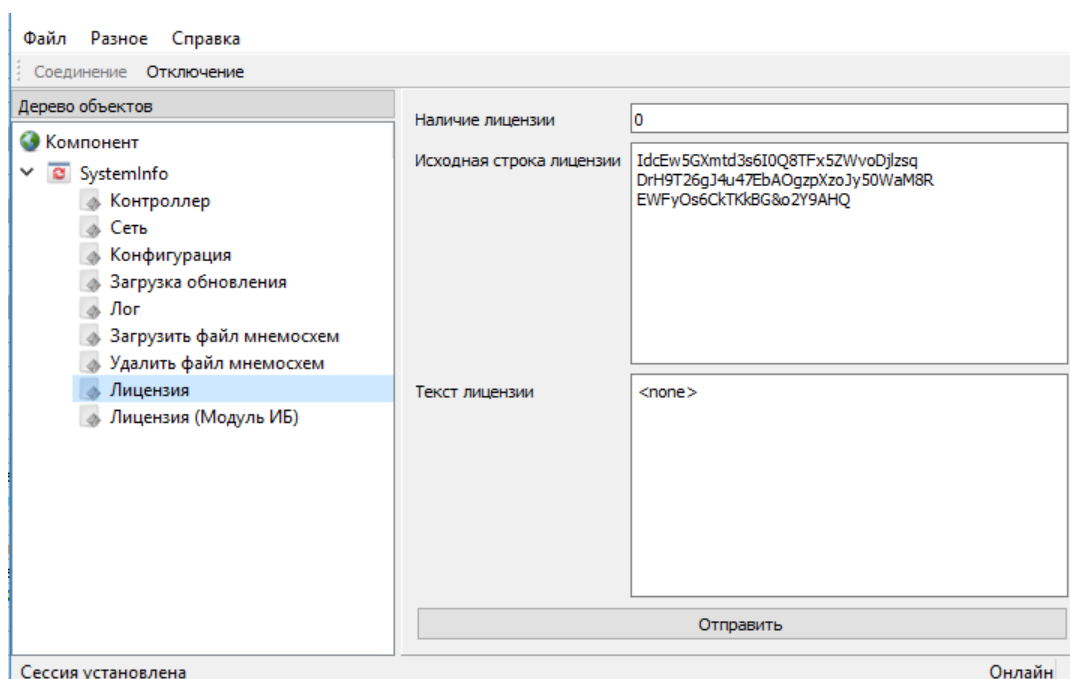 Файл Разное Справка
Соединение Отключение
Дерево объектов
Компонент
SystemInfo
Контроллер
Сеть
Конфигурация
Загрузка обновления
Лог
Загрузить файл мнемосхем
Удалить файл мнемосхем
Лицензия
Лицензия (Модуль ИБ)
Наличие лицензии 0
Исходная строка лицензии
IdcEw5GXmtd3s6I0Q8TFx5ZWvoDjlzsq
DrH9T26gJ4u47EbAOgzpXzoJy50WaM8R
EWFyOs6CkTKkBG&o2Y9AHQ
Текст лицензии <none>
Отправить
Сессия установлена Онлайн